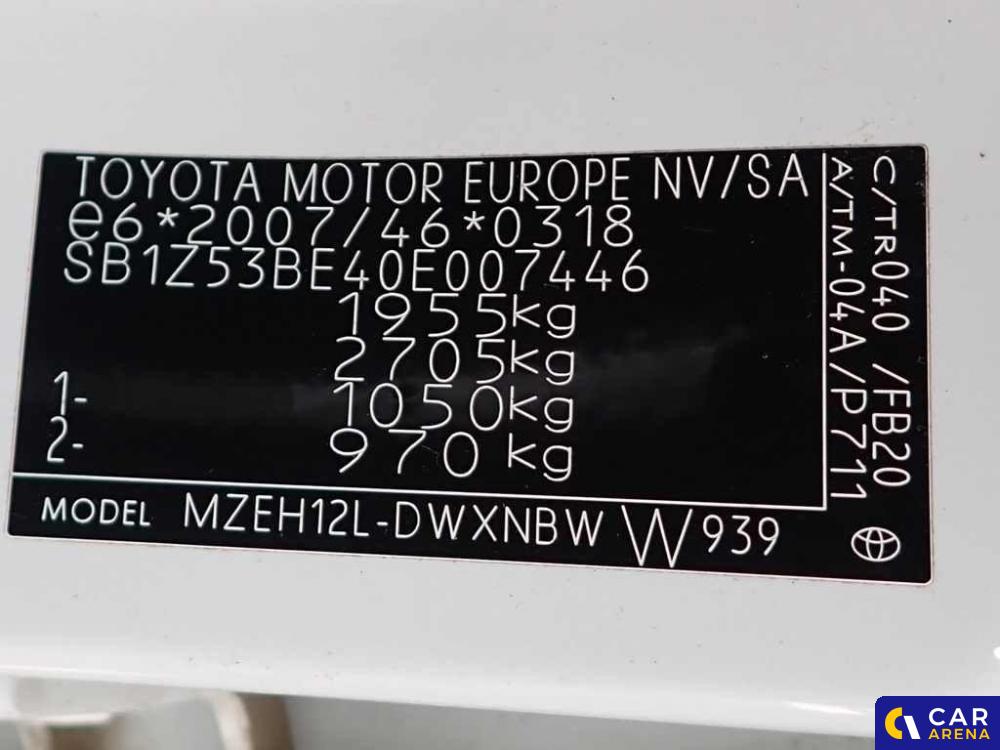 TOYOTA MOTOR EUROPE NV/SA
e6*2007/46*0318
SB1Z53BE40E007446
1955kg
2705kg
1- 1050kg
2- 970 kg
MODEL MZEH12L-DWXNBW W939
C/TR040 /FB20
A/TM-04A/P711
CAR
ARENA